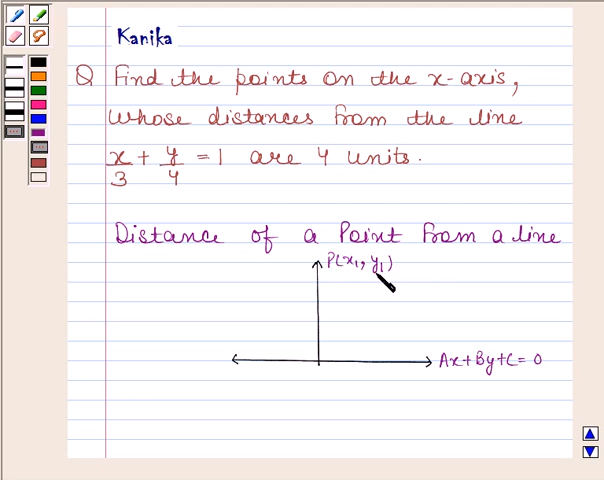 Kanika
Q Find the points on the x-axis,
whose distances from the line
x/3 + y/4 = 1 are 4 units.
Distance of a Point from a line
P(x₁, y₁)
Ax+By+C=0